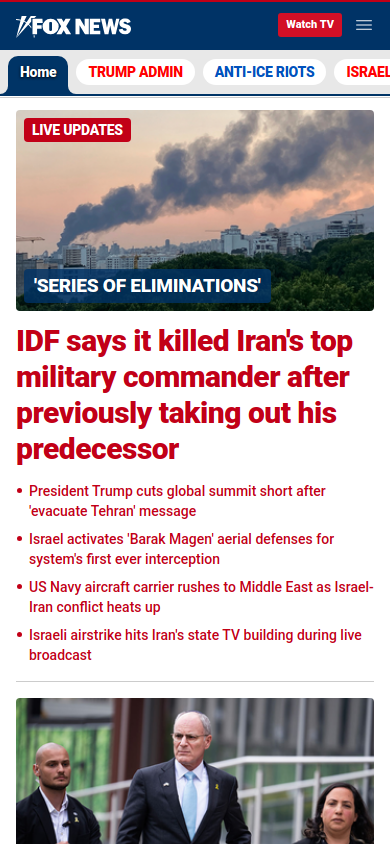 FOX NEWS
Watch TV
Home
TRUMP ADMIN
ANTI-ICE RIOTS
ISRAEL
LIVE UPDATES
'SERIES OF ELIMINATIONS'
IDF says it killed Iran's top
military commander after
previously taking out his
predecessor
President Trump cuts global summit short after
'evacuate Tehran' message
Israel activates 'Barak Magen' aerial defenses for
system's first ever interception
US Navy aircraft carrier rushes to Middle East as Israel-
Iran conflict heats up
Israeli airstrike hits Iran's state TV building during live
broadcast